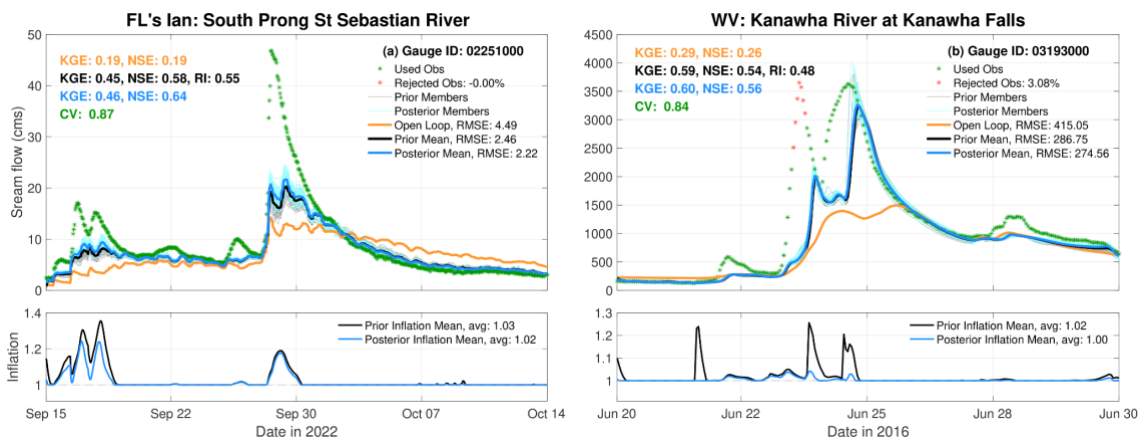 FL's Ian: South Prong St Sebastian River
50
40
30
20
10
0
Sream flow (cms)
KGE: 0.19, NSE: 0.19
KGE: 0.45, NSE: 0.58, RI: 0.55
KGE: 0.46, NSE: 0.64
CV: 0.87
(a) Gauge ID: 02251000
Used Obs
Rejected Obs: -0.00%
Prior Members
Posterior Members
Open Loop, RMSE: 4.49
Prior Mean, RMSE: 2.46
Posterior Mean, RMSE: 2.22
1.4
1.2
1
Inflation
Prior Inflation Mean, avg: 1.03
Posterior Inflation Mean, avg: 1.02
Sep 15
Sep 22
Sep 30
Oct 07
Oct 14
Date in 2022
WV: Kanawha River at Kanawha Falls
4500
4000
3500
3000
2500
2000
1500
1000
500
0
KGE: 0.29, NSE: 0.26
KGE: 0.59, NSE: 0.54, RI: 0.48
KGE: 0.60, NSE: 0.56
CV: 0.84
(b) Gauge ID: 03193000
Used Obs
Rejected Obs: 3.08%
Prior Members
Posterior Members
Open Loop, RMSE: 415.05
Prior Mean, RMSE: 286.75
Posterior Mean, RMSE: 274.56
1.3
1.2
1.1
1
Prior Inflation Mean, avg: 1.02
Posterior Inflation Mean, avg: 1.00
Jun 20
Jun 22
Jun 25
Jun 28
Jun 30
Date in 2016